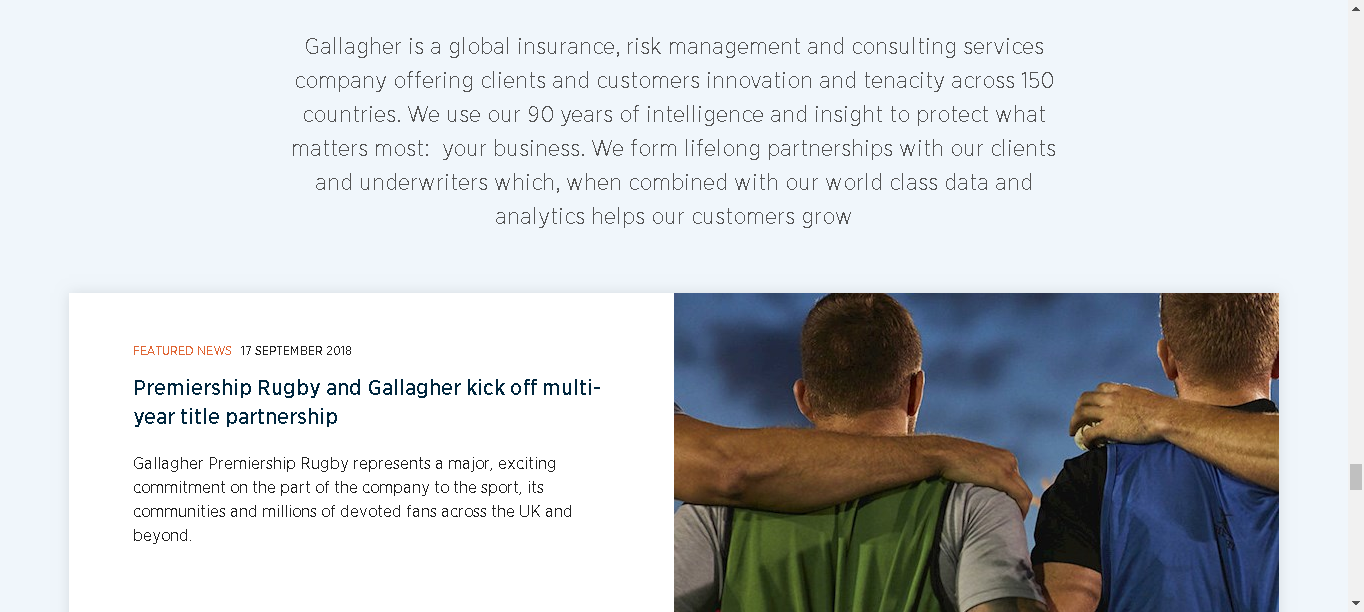 Gallagher is a global insurance, risk management and consulting services
company offering clients and customers innovation and tenacity across 150
countries. We use our 90 years of intelligence and insight to protect what
matters most:  your business. We form lifelong partnerships with our clients
and underwriters which, when combined with our world class data and
analytics helps our customers grow
FEATURED NEWS 17 SEPTEMBER 2018
Premiership Rugby and Gallagher kick off multi-
year title partnership
Gallagher Premiership Rugby represents a major, exciting
commitment on the part of the company to the sport, its
communities and millions of devoted fans across the UK and
beyond.